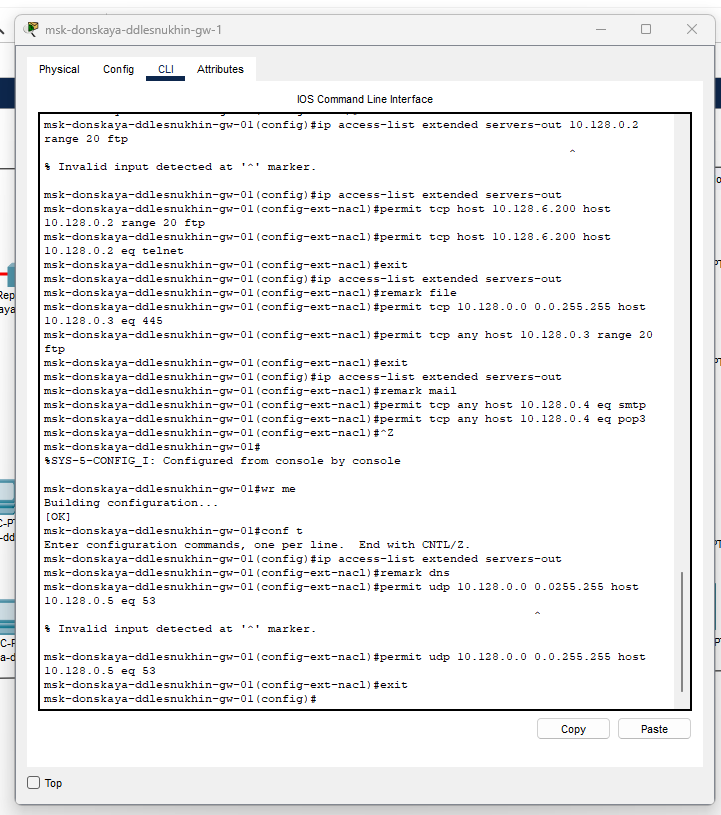 msk-donskaya-ddlesnukhin-gw-1
Physical Config CLI Attributes
IOS Command Line Interface
msk-donskaya-ddlesnukhin-gw-01(config)#ip access-list extended servers-out 10.128.0.2
range 20 ftp
^
% Invalid input detected at '^' marker.
msk-donskaya-ddlesnukhin-gw-01(config)#ip access-list extended servers-out
msk-donskaya-ddlesnukhin-gw-01(config-ext-nacl)#permit tcp host 10.128.6.200 host
10.128.0.2 range 20 ftp
msk-donskaya-ddlesnukhin-gw-01(config-ext-nacl)#permit tcp host 10.128.6.200 host
10.128.0.2 eq telnet
msk-donskaya-ddlesnukhin-gw-01(config-ext-nacl)#exit
msk-donskaya-ddlesnukhin-gw-01(config)#ip access-list extended servers-out
msk-donskaya-ddlesnukhin-gw-01(config-ext-nacl)#remark file
msk-donskaya-ddlesnukhin-gw-01(config-ext-nacl)#permit tcp 10.128.0.0 0.0.255.255 host
10.128.0.3 eq 445
msk-donskaya-ddlesnukhin-gw-01(config-ext-nacl)#permit tcp any host 10.128.0.3 range 20
ftp
msk-donskaya-ddlesnukhin-gw-01(config-ext-nacl)#exit
msk-donskaya-ddlesnukhin-gw-01(config)#ip access-list extended servers-out
msk-donskaya-ddlesnukhin-gw-01(config-ext-nacl)#remark mail
msk-donskaya-ddlesnukhin-gw-01(config-ext-nacl)#permit tcp any host 10.128.0.4 eq smtp
msk-donskaya-ddlesnukhin-gw-01(config-ext-nacl)#permit tcp any host 10.128.0.4 eq pop3
msk-donskaya-ddlesnukhin-gw-01(config-ext-nacl)#^Z
msk-donskaya-ddlesnukhin-gw-01#
%SYS-5-CONFIG_I: Configured from console by console
msk-donskaya-ddlesnukhin-gw-01#wr me
Building configuration...
[OK]
msk-donskaya-ddlesnukhin-gw-01#conf t
Enter configuration commands, one per line. End with CNTL/Z.
msk-donskaya-ddlesnukhin-gw-01(config)#ip access-list extended servers-out
msk-donskaya-ddlesnukhin-gw-01(config-ext-nacl)#remark dns
msk-donskaya-ddlesnukhin-gw-01(config-ext-nacl)#permit udp 10.128.0.0 0.0255.255 host
10.128.0.5 eq 53
^
% Invalid input detected at '^' marker.
msk-donskaya-ddlesnukhin-gw-01(config-ext-nacl)#permit udp 10.128.0.0 0.0.255.255 host
10.128.0.5 eq 53
msk-donskaya-ddlesnukhin-gw-01(config-ext-nacl)#exit
msk-donskaya-ddlesnukhin-gw-01(config)#
Copy Paste
Top